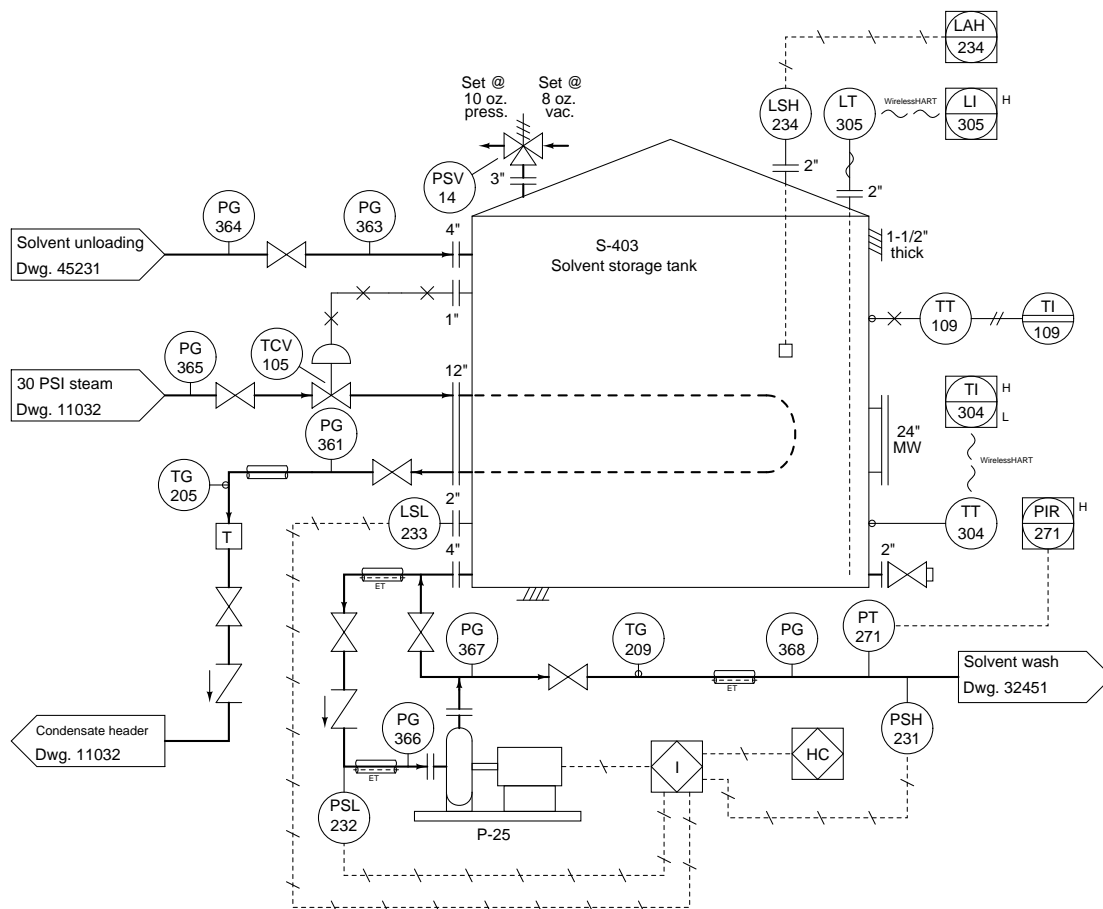 LAH
234
Set @
10 oz.
press.
Set @
8 oz.
vac.
LSH
234
LT
305
WirelessHART
LI
305
H
2"
2"
PSV
14
3"
PG
364
PG
363
4"
Solvent unloading
Dwg. 45231
S-403
Solvent storage tank
1-1/2"
thick
1"
TT
109
TI
109
PG
365
TCV
105
12"
30 PSI steam
Dwg. 11032
TI
304
H
L
PG
361
24"
MW
WirelessHART
TG
205
2"
LSL
233
TT
304
PIR
271
H
T
4"
2"
ET
PG
367
TG
209
PG
368
PT
271
Solvent wash
Dwg. 32451
ET
Condensate header
Dwg. 11032
PG
366
PSH
231
I
HC
ET
PSL
232
P-25